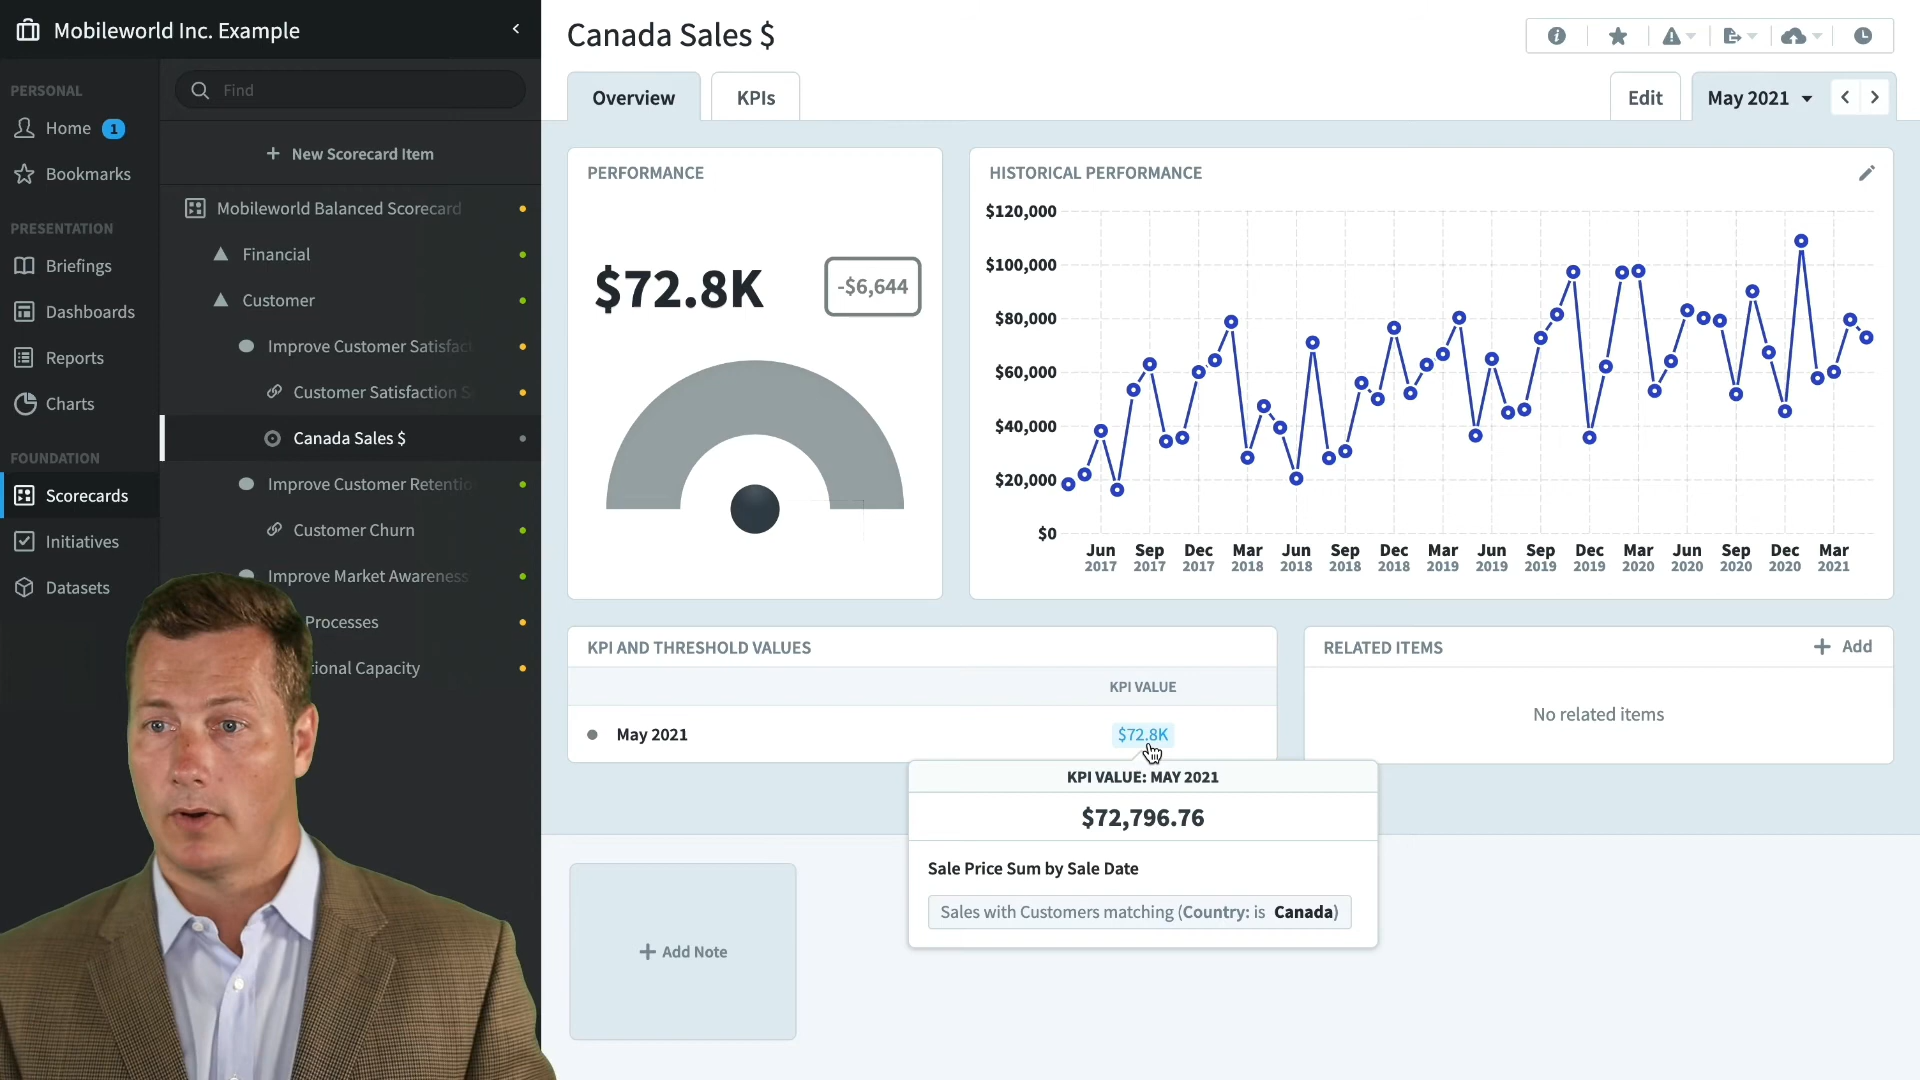 Mobileworld Inc. Example
PERSONAL
Home 1
Bookmarks
PRESENTATION
Briefings
Dashboards
Reports
Charts
FOUNDATION
Scorecards
Initiatives
Datasets
Find
+ New Scorecard Item
Mobileworld Balanced Scorecard
Financial
Customer
Improve Customer Satisfac
Customer Satisfaction S
Canada Sales $
Improve Customer Retentio
Customer Churn
Improve Market Awareness
Processes
tional Capacity
Canada Sales $
Overview
KPIs
Edit
May 2021
PERFORMANCE
$72.8K
-$6,644
HISTORICAL PERFORMANCE
$120,000
$100,000
$80,000
$60,000
$40,000
$20,000
$0
Jun Sep Dec Mar Jun Sep Dec Mar Jun Sep Dec Mar Jun Sep Dec Mar
2017 2017 2017 2018 2018 2018 2018 2019 2019 2019 2019 2020 2020 2020 2020 2021
KPI AND THRESHOLD VALUES
KPI VALUE
May 2021 $72.8K
RELATED ITEMS
+ Add
No related items
KPI VALUE: MAY 2021
$72,796.76
Sale Price Sum by Sale Date
Sales with Customers matching (Country: is Canada)
+ Add Note